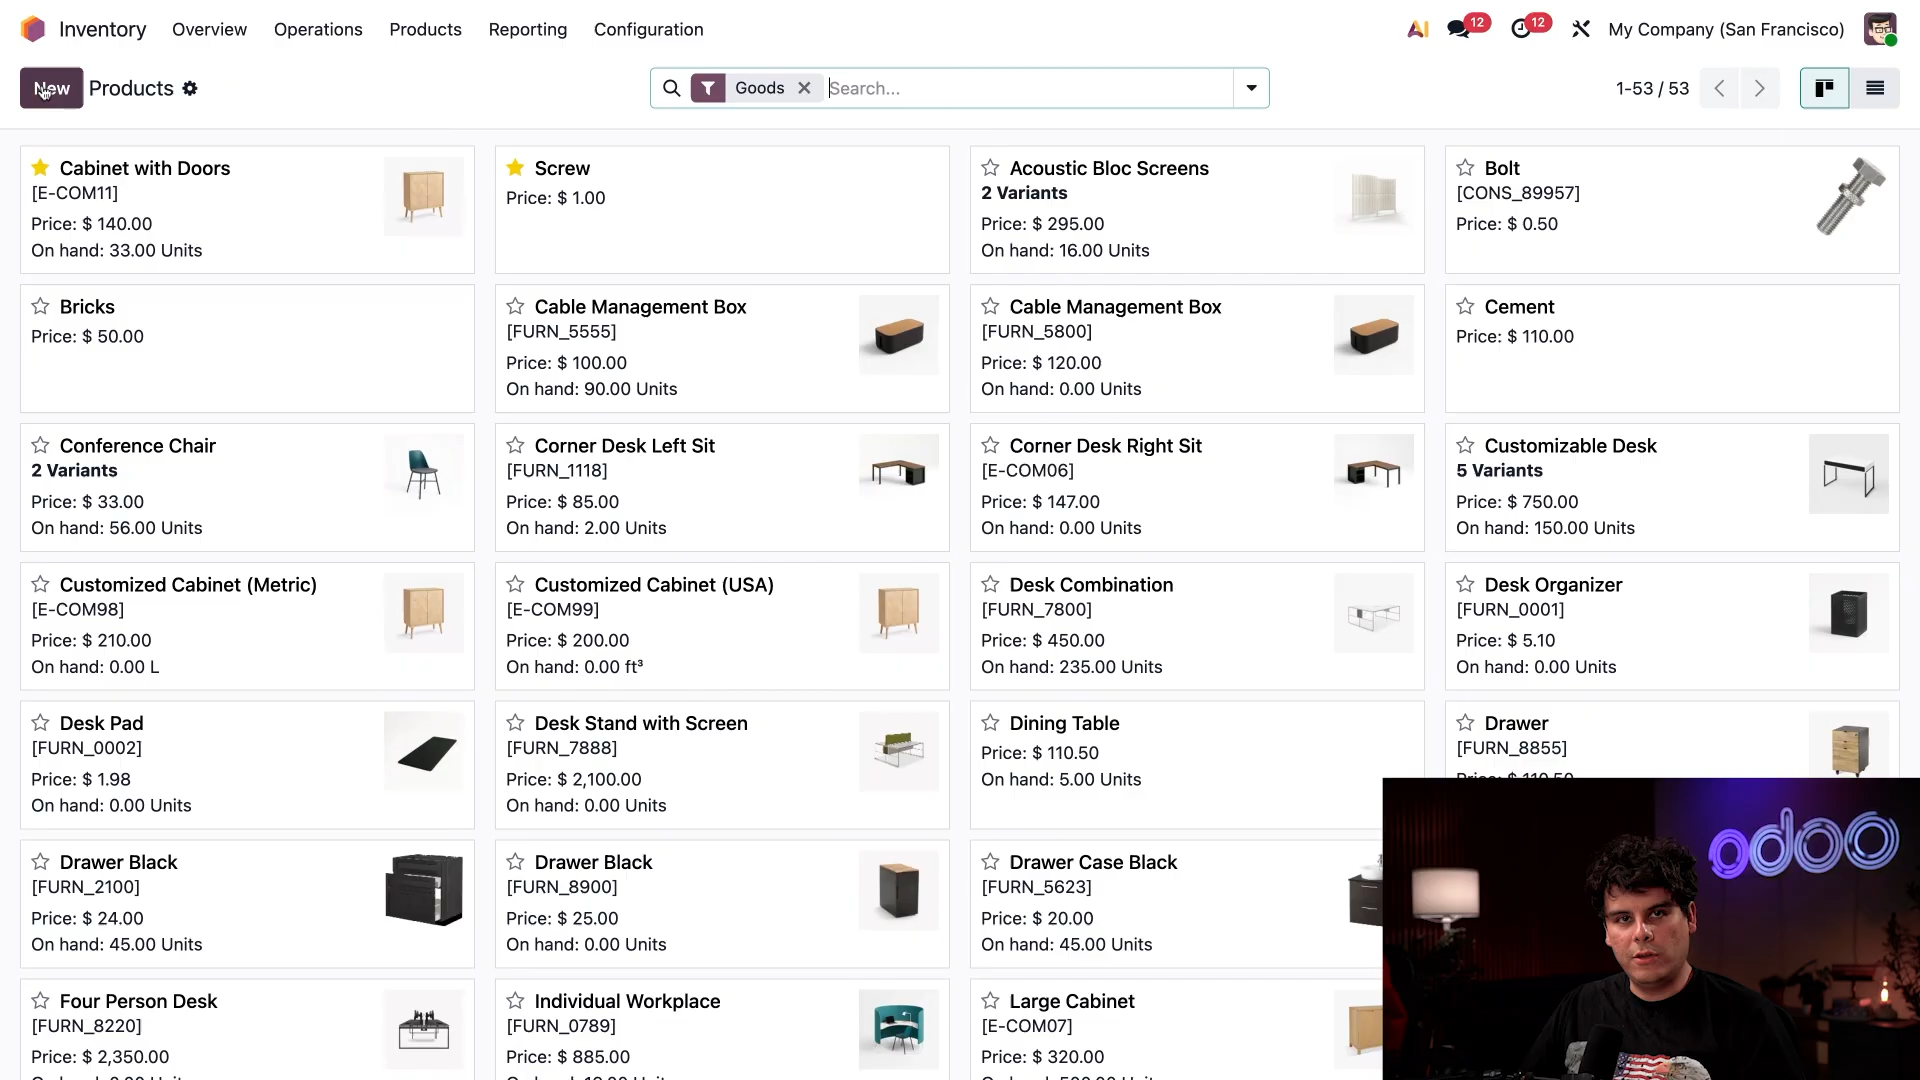 Inventory Overview Operations Products Reporting Configuration AI 12 12 My Company (San Francisco)
New Products Goods Search... 1-53 / 53
Cabinet with Doors
[E-COM11]
Price: $ 140.00
On hand: 33.00 Units
Screw
Price: $ 1.00
Acoustic Bloc Screens
2 Variants
Price: $ 295.00
On hand: 16.00 Units
Bolt
[CONS_89957]
Price: $ 0.50
Bricks
Price: $ 50.00
Cable Management Box
[FURN_5555]
Price: $ 100.00
On hand: 90.00 Units
Cable Management Box
[FURN_5800]
Price: $ 120.00
On hand: 0.00 Units
Cement
Price: $ 110.00
Conference Chair
2 Variants
Price: $ 33.00
On hand: 56.00 Units
Corner Desk Left Sit
[FURN_1118]
Price: $ 85.00
On hand: 2.00 Units
Corner Desk Right Sit
[E-COM06]
Price: $ 147.00
On hand: 0.00 Units
Customizable Desk
5 Variants
Price: $ 750.00
On hand: 150.00 Units
Customized Cabinet (Metric)
[E-COM98]
Price: $ 210.00
On hand: 0.00 L
Customized Cabinet (USA)
[E-COM99]
Price: $ 200.00
On hand: 0.00 ft³
Desk Combination
[FURN_7800]
Price: $ 450.00
On hand: 235.00 Units
Desk Organizer
[FURN_0001]
Price: $ 5.10
On hand: 0.00 Units
Desk Pad
[FURN_0002]
Price: $ 1.98
On hand: 0.00 Units
Desk Stand with Screen
[FURN_7888]
Price: $ 2,100.00
On hand: 0.00 Units
Dining Table
Price: $ 110.50
On hand: 5.00 Units
Drawer
[FURN_8855]
Price: $ 110.50
Drawer Black
[FURN_2100]
Price: $ 24.00
On hand: 45.00 Units
Drawer Black
[FURN_8900]
Price: $ 25.00
On hand: 0.00 Units
Drawer Case Black
[FURN_5623]
Price: $ 20.00
On hand: 45.00 Units
odoo
Four Person Desk
[FURN_8220]
Price: $ 2,350.00
Individual Workplace
[FURN_0789]
Price: $ 885.00
Large Cabinet
[E-COM07]
Price: $ 320.00